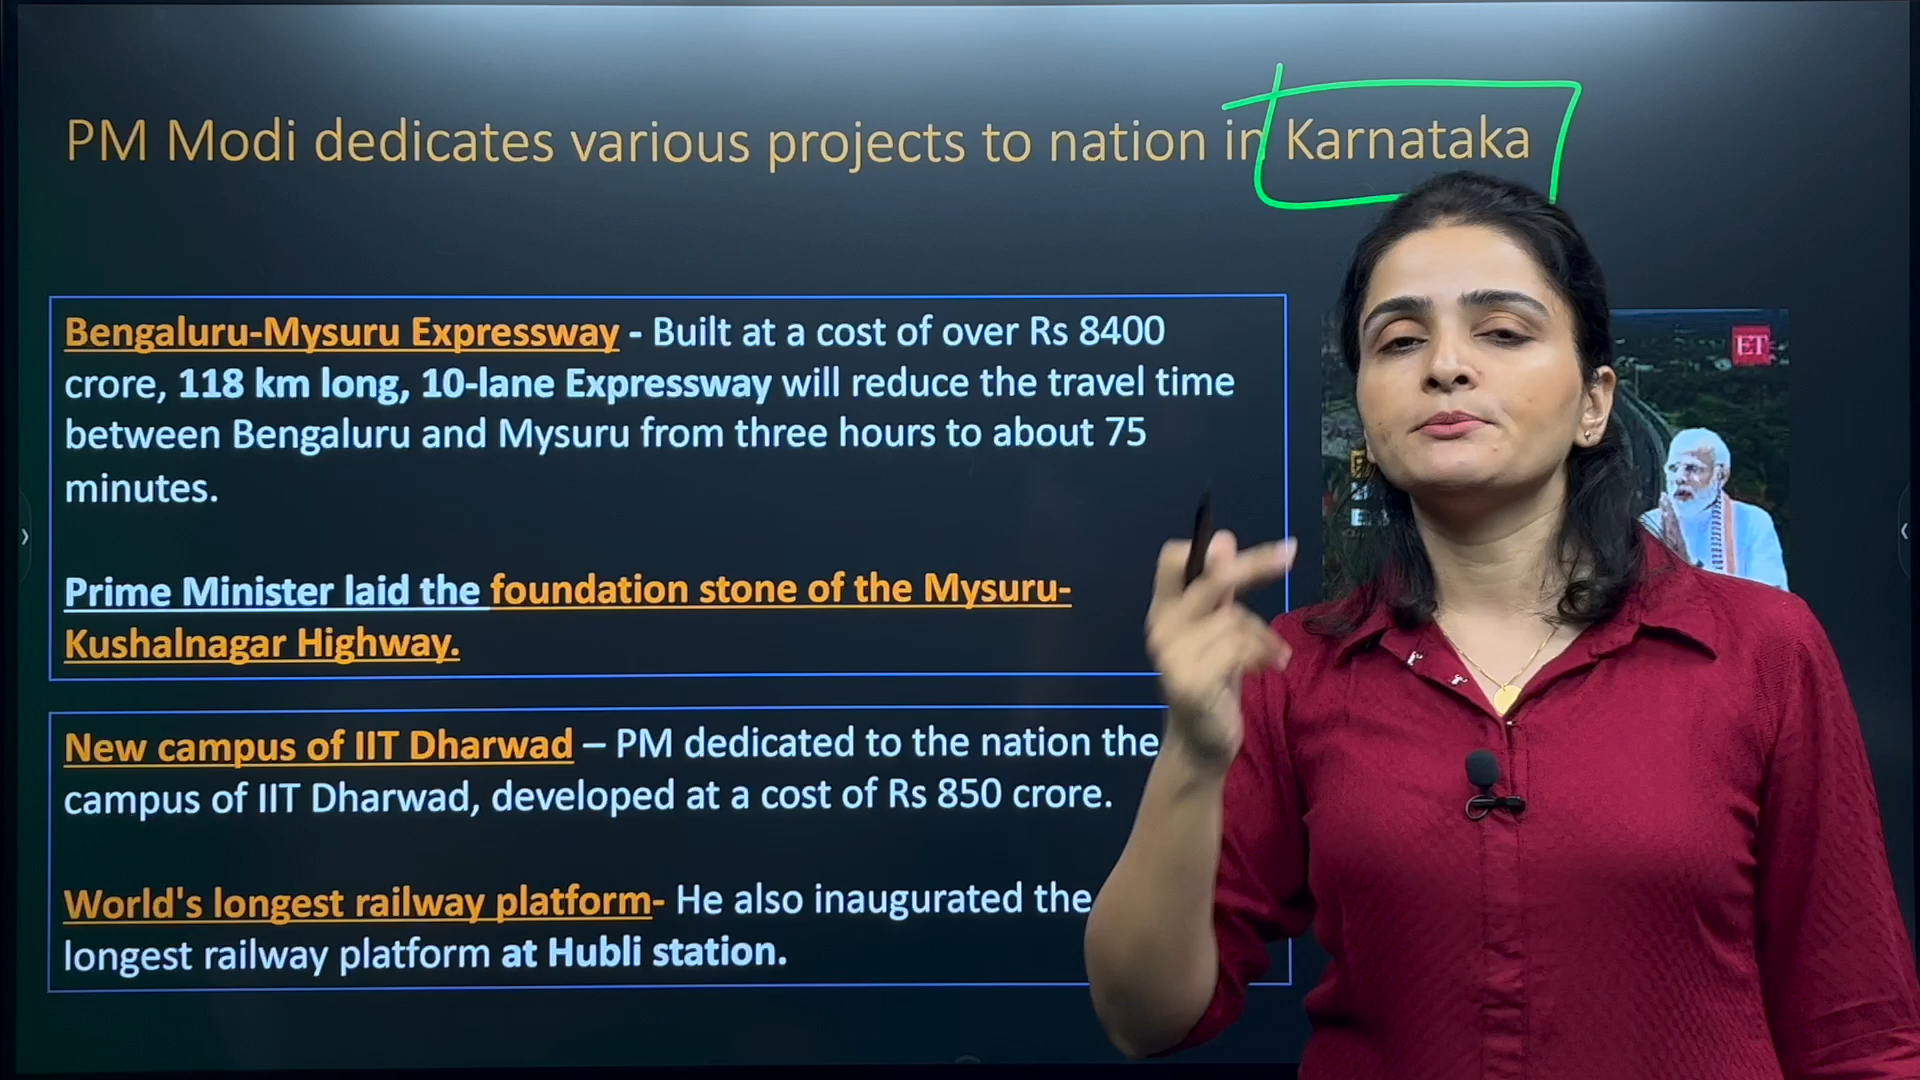 PM Modi dedicates various projects to nation in Karnataka
Bengaluru-Mysuru Expressway - Built at a cost of over Rs 8400
ET
crore, 118 km long, 10-lane Expressway will reduce the travel time
between Bengaluru and Mysuru from three hours to about 75
minutes.
Prime Minister laid the foundation stone of the Mysuru-
Kushalnagar Highway.
New campus of IIT Dharwad – PM dedicated to the nation the
campus of IIT Dharwad, developed at a cost of Rs 850 crore.
World's longest railway platform- He also inaugurated the
longest railway platform at Hubli station.